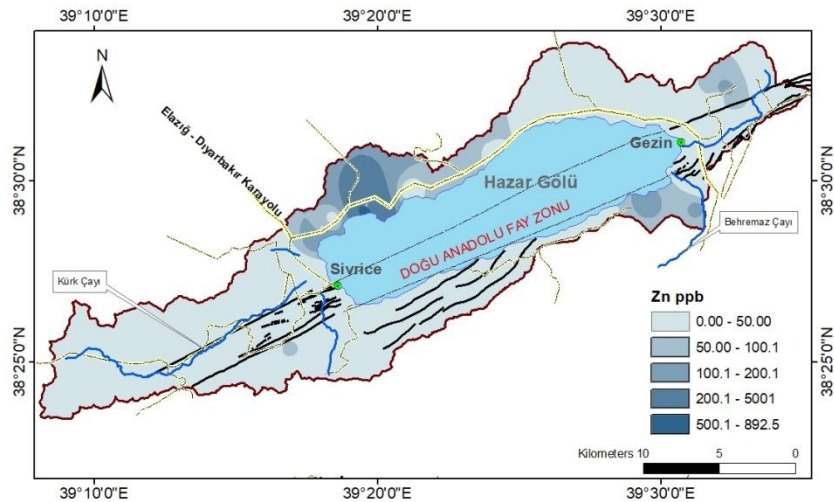 39°10'0"E 39°20'0"E 39°30'0"E
N
Elazığ - Dıyarbakır Karayolu
Gezin
Hazar Gölü
38°30'0"N 38°30'0"N
DOĞU ANADOLU FAY ZONU
Behremaz Çayı
Sivrice
Kürk Çayı
Zn ppb
0.00 - 50.00
50.00 - 100.1
100.1 - 200.1
200.1 - 5001
500.1 - 892.5
38°25'0"N 38°25'0"N
Kilometers 10 5 0
39°10'0"E 39°20'0"E 39°30'0"E